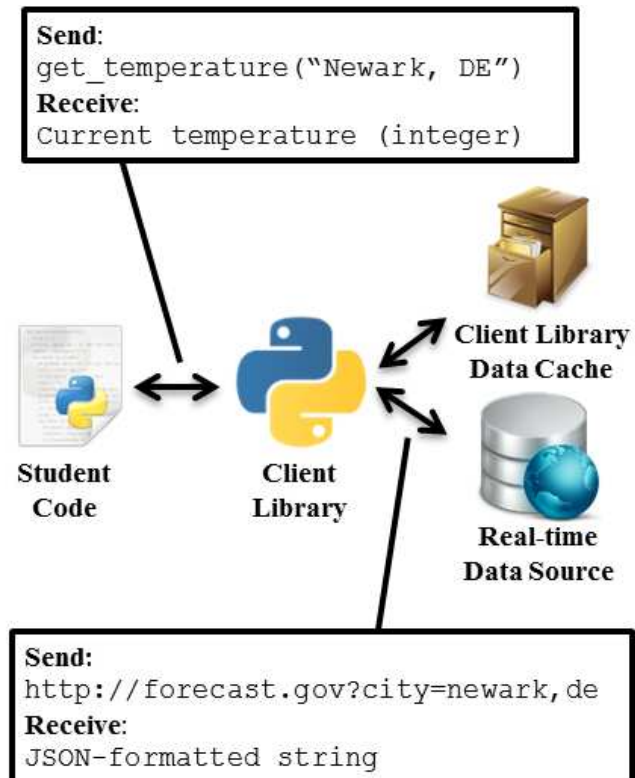 Send:
get_temperature(“Newark, DE”)
Receive:
Current temperature (integer)
Client Library
Data Cache
Student
Code
Client
Library
Real-time
Data Source
Send:
http://forecast.gov?city=newark,de
Receive:
JSON-formatted string